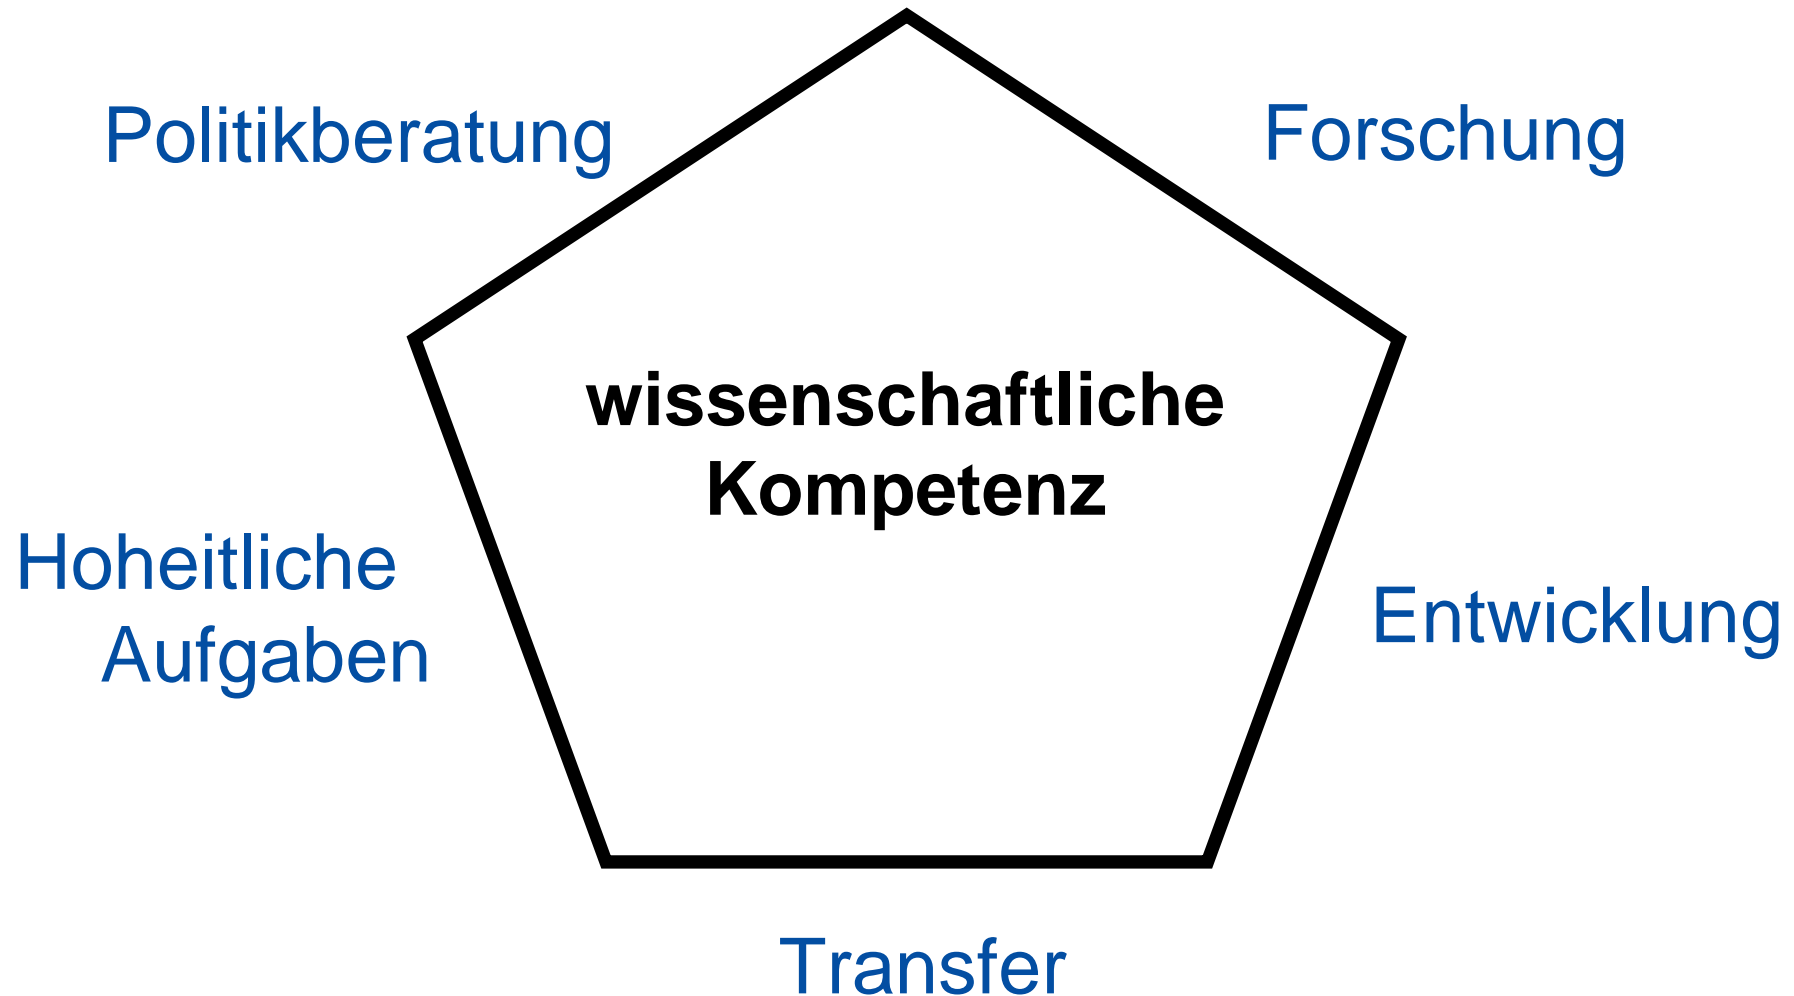 Politikberatung
Forschung
wissenschaftliche
Kompetenz
Hoheitliche
Aufgaben
Entwicklung
Transfer